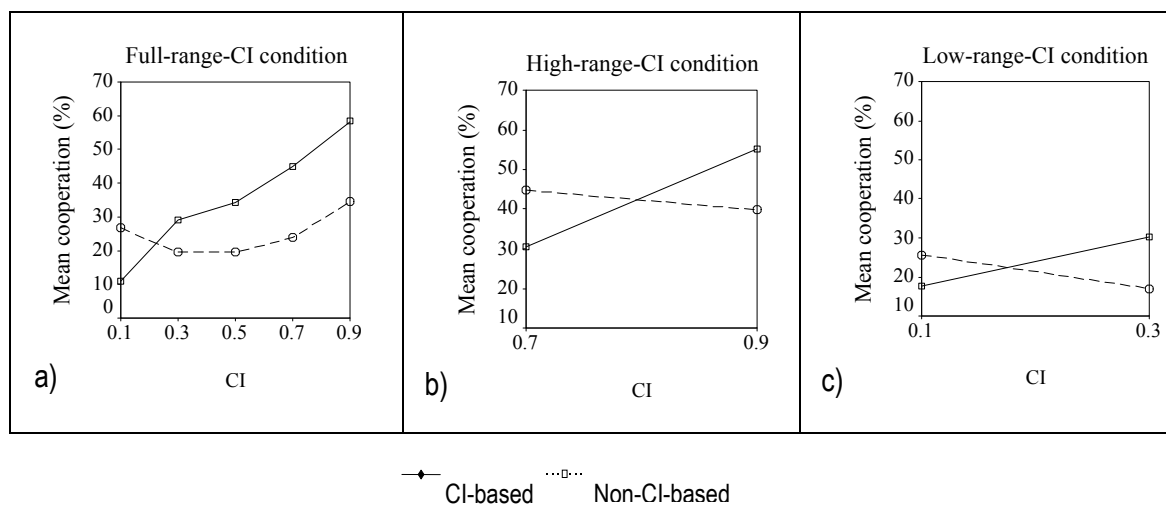 Full-range-CI condition
Mean cooperation (%)
70
60
50
40
30
20
10
0
0.1 0.3 0.5 0.7 0.9
CI
a)
High-range-CI condition
Mean cooperation (%)
70
60
50
40
30
20
10
0.7 0.9
CI
b)
Low-range-CI condition
Mean cooperation (%)
70
60
50
40
30
20
10
0.1 0.3
CI
c)
CI-based Non-CI-based